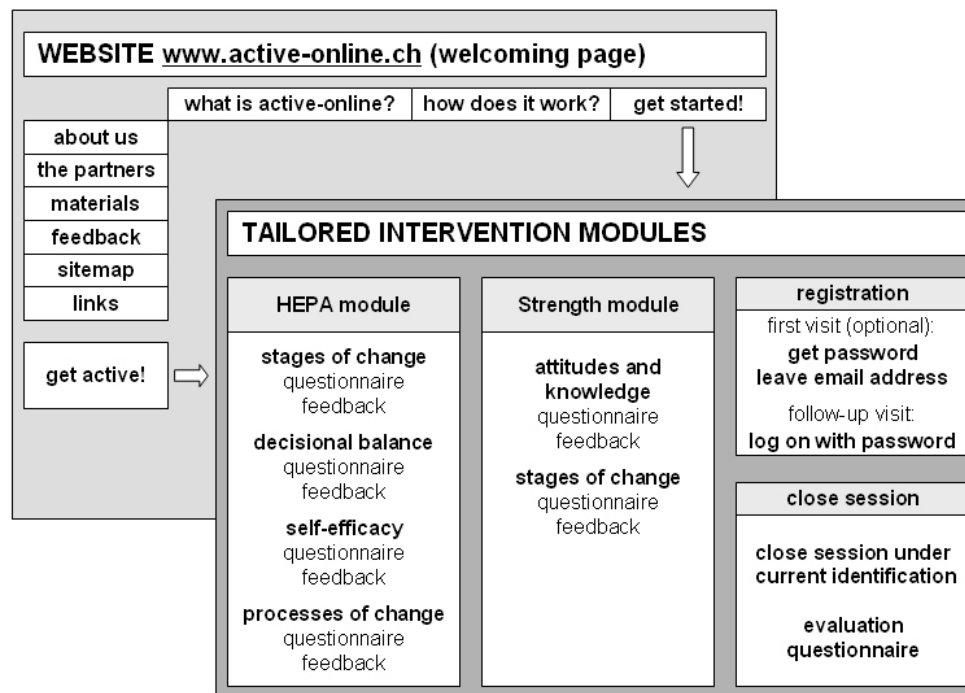 WEBSITE www.active-online.ch (welcoming page)
what is active-online?
how does it work?
get started!
about us
the partners
materials
feedback
sitemap
links
get active!
TAILORED INTERVENTION MODULES
HEPA module
stages of change
questionnaire
feedback
decisional balance
questionnaire
feedback
self-efficacy
questionnaire
feedback
processes of change
questionnaire
feedback
Strength module
attitudes and
knowledge
questionnaire
feedback
stages of change
questionnaire
feedback
registration
first visit (optional):
get password
leave email address
follow-up visit:
log on with password
close session
close session under
current identification
evaluation
questionnaire